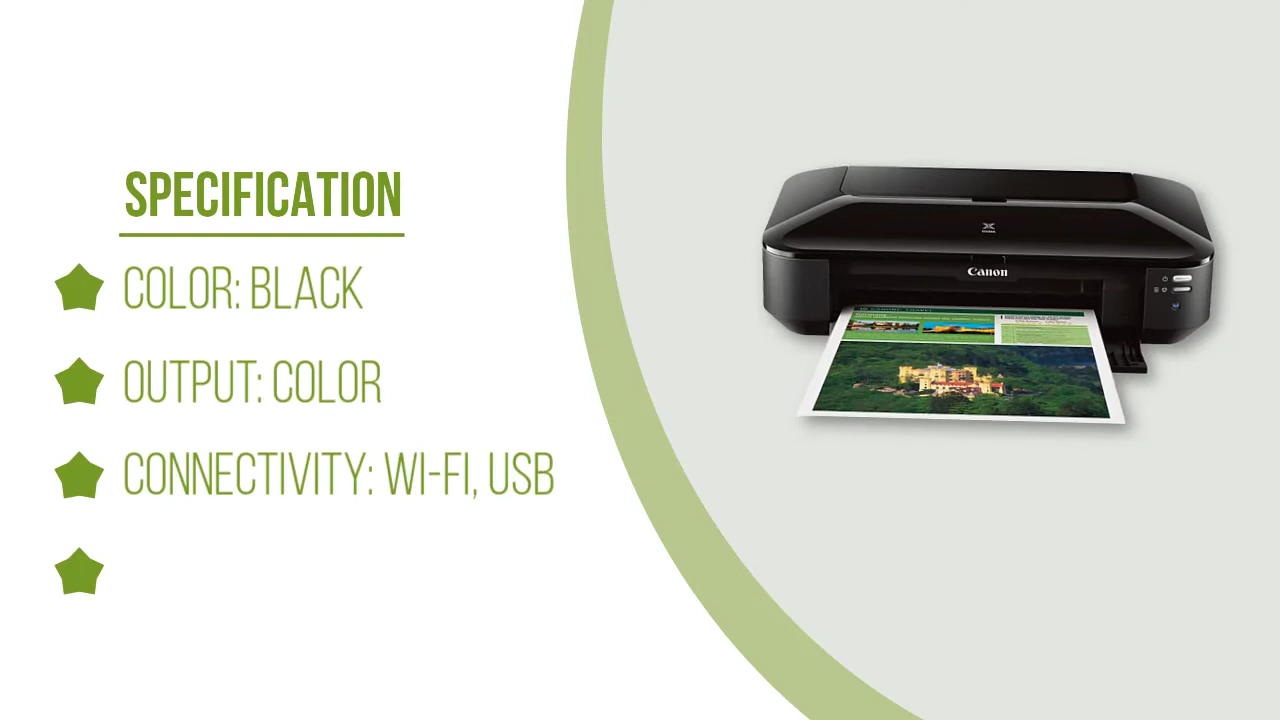 SPECIFICATION
COLOR: BLACK
OUTPUT: COLOR
CONNECTIVITY: WI-FI, USB
Canon